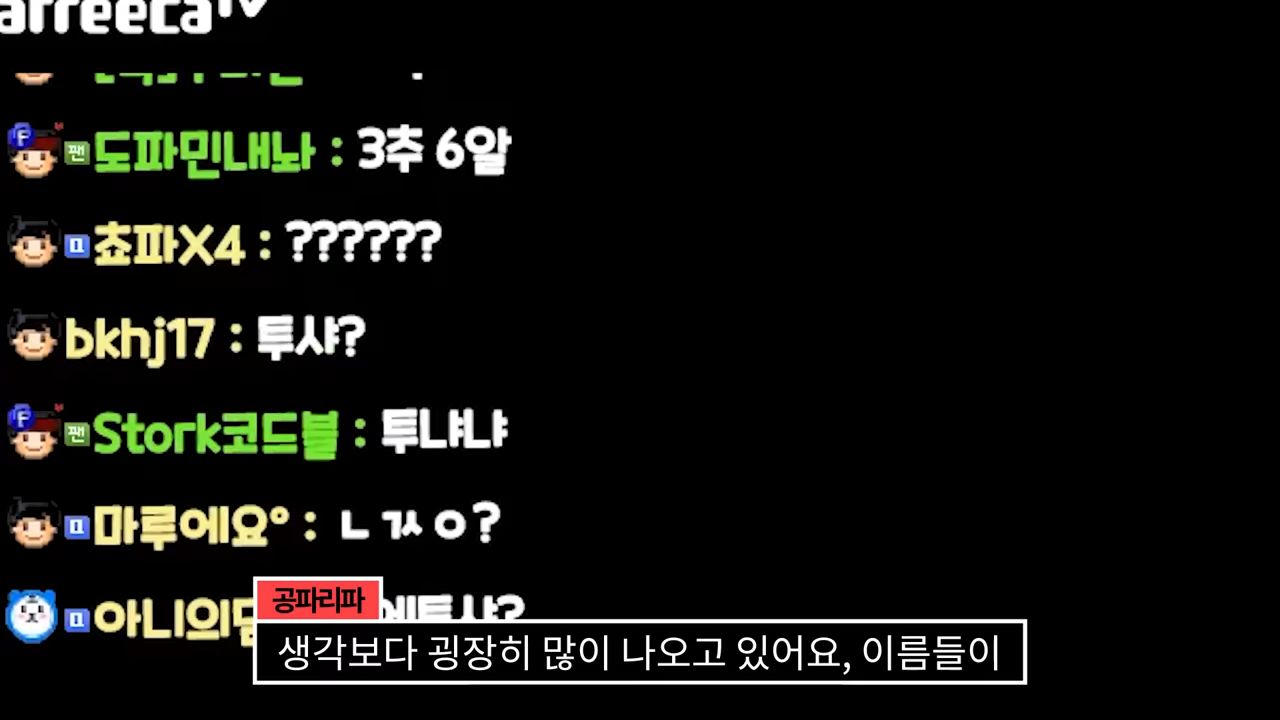 afreecaTV
F 팬 도파민내놔 : 3추 6알
쵸파X4 : ??????
bkhj17 : 투샤?
F 팬 Stork코드블 : 투냐냐
마루에요° : ㄴ ㄳ ㅇ?
아니의
공파리파
생각보다 굉장히 많이 나오고 있어요, 이름들이